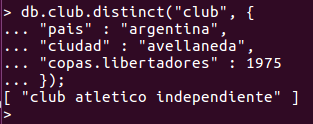 > db.club.distinct("club", {
... "pais" : "argentina",
... "ciudad" : "avellaneda",
... "copas.libertadores" : 1975
... });
[ "club atletico independiente" ]
>